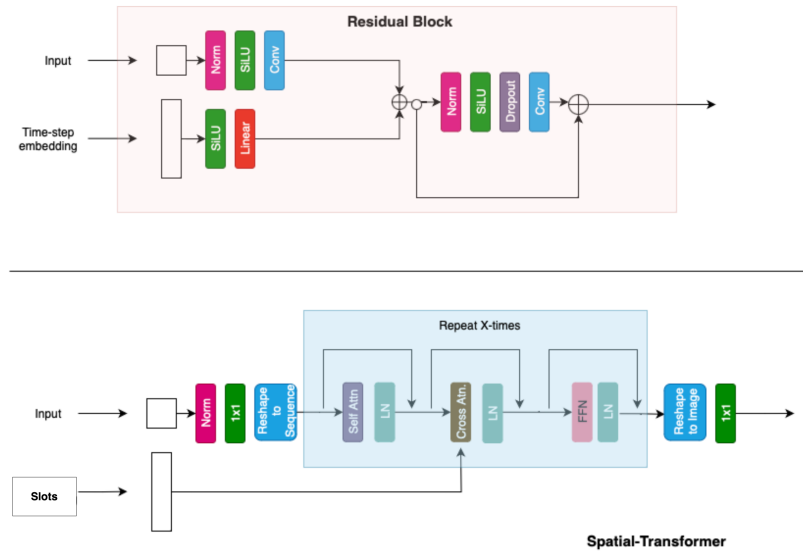 Residual Block
Input
Norm
SiLU
Conv
Time-step
embedding
SiLU
Linear
Norm
SiLU
Dropout
Conv
Repeat X-times
Input
Norm
1x1
Reshape
to
Sequence
Self Attn
LN
Cross Atn.
LN
FFN
LN
Reshape
to Image
1x1
Slots
Spatial-Transformer